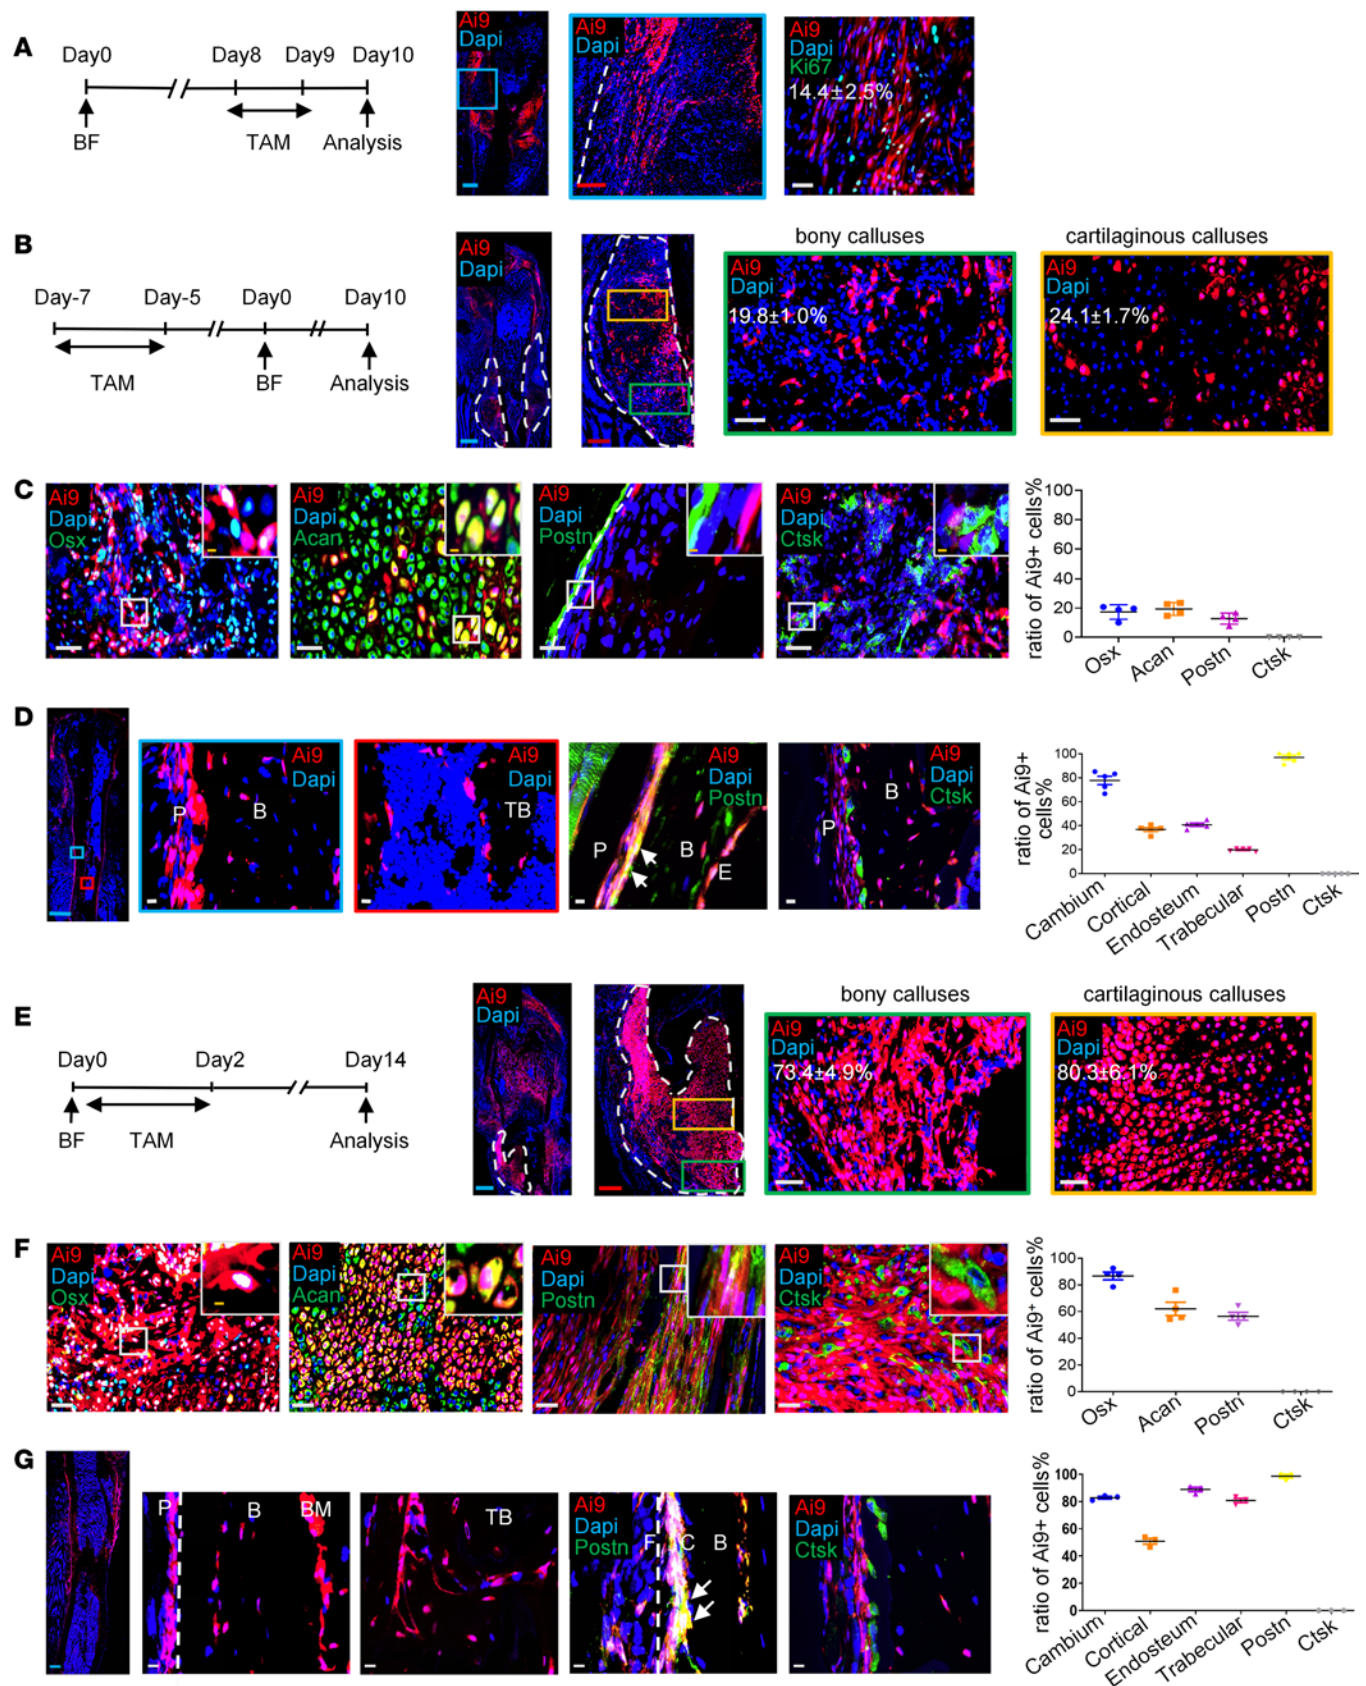 A
Day0
Day8
Day9
Day10
BF
TAM
Analysis
Ai9
Dapi
Ai9
Dapi
Ai9
Dapi
Ki67
14.4±2.5%
B
Day-7
Day-5
Day0
Day10
TAM
BF
Analysis
Ai9
Dapi
bony calluses
Ai9
Dapi
19.8±1.0%
cartilaginous calluses
Ai9
Dapi
24.1±1.7%
C
Ai9
Dapi
Osx
Ai9
Dapi
Acan
Ai9
Dapi
Postn
Ai9
Dapi
Ctsk
ratio of Ai9+ cells%
100
80
60
40
20
0
Osx
Acan
Postn
Ctsk
D
Ai9
Dapi
P
B
Ai9
Dapi
TB
Ai9
Dapi
Postn
P
B
E
Ai9
Dapi
Ctsk
P
B
ratio of Ai9+
cells%
100
80
60
40
20
0
Cambium
Cortical
Endosteum
Trabecular
Postn
Ctsk
E
Day0
Day2
Day14
BF
TAM
Analysis
Ai9
Dapi
bony calluses
Ai9
Dapi
73.4±4.9%
cartilaginous calluses
Ai9
Dapi
80.3±6.1%
F
Ai9
Dapi
Osx
Ai9
Dapi
Acan
Ai9
Dapi
Postn
Ai9
Dapi
Ctsk
ratio of Ai9⁺ cells%
100
80
60
40
20
0
Osx
Acan
Postn
Ctsk
G
P
B
BM
TB
Ai9
Dapi
Postn
F
C
B
Ai9
Dapi
Ctsk
ratio of Ai9+ cells%
100
80
60
40
20
0
Cambium
Cortical
Endosteum
Trabecular
Postn
Ctsk